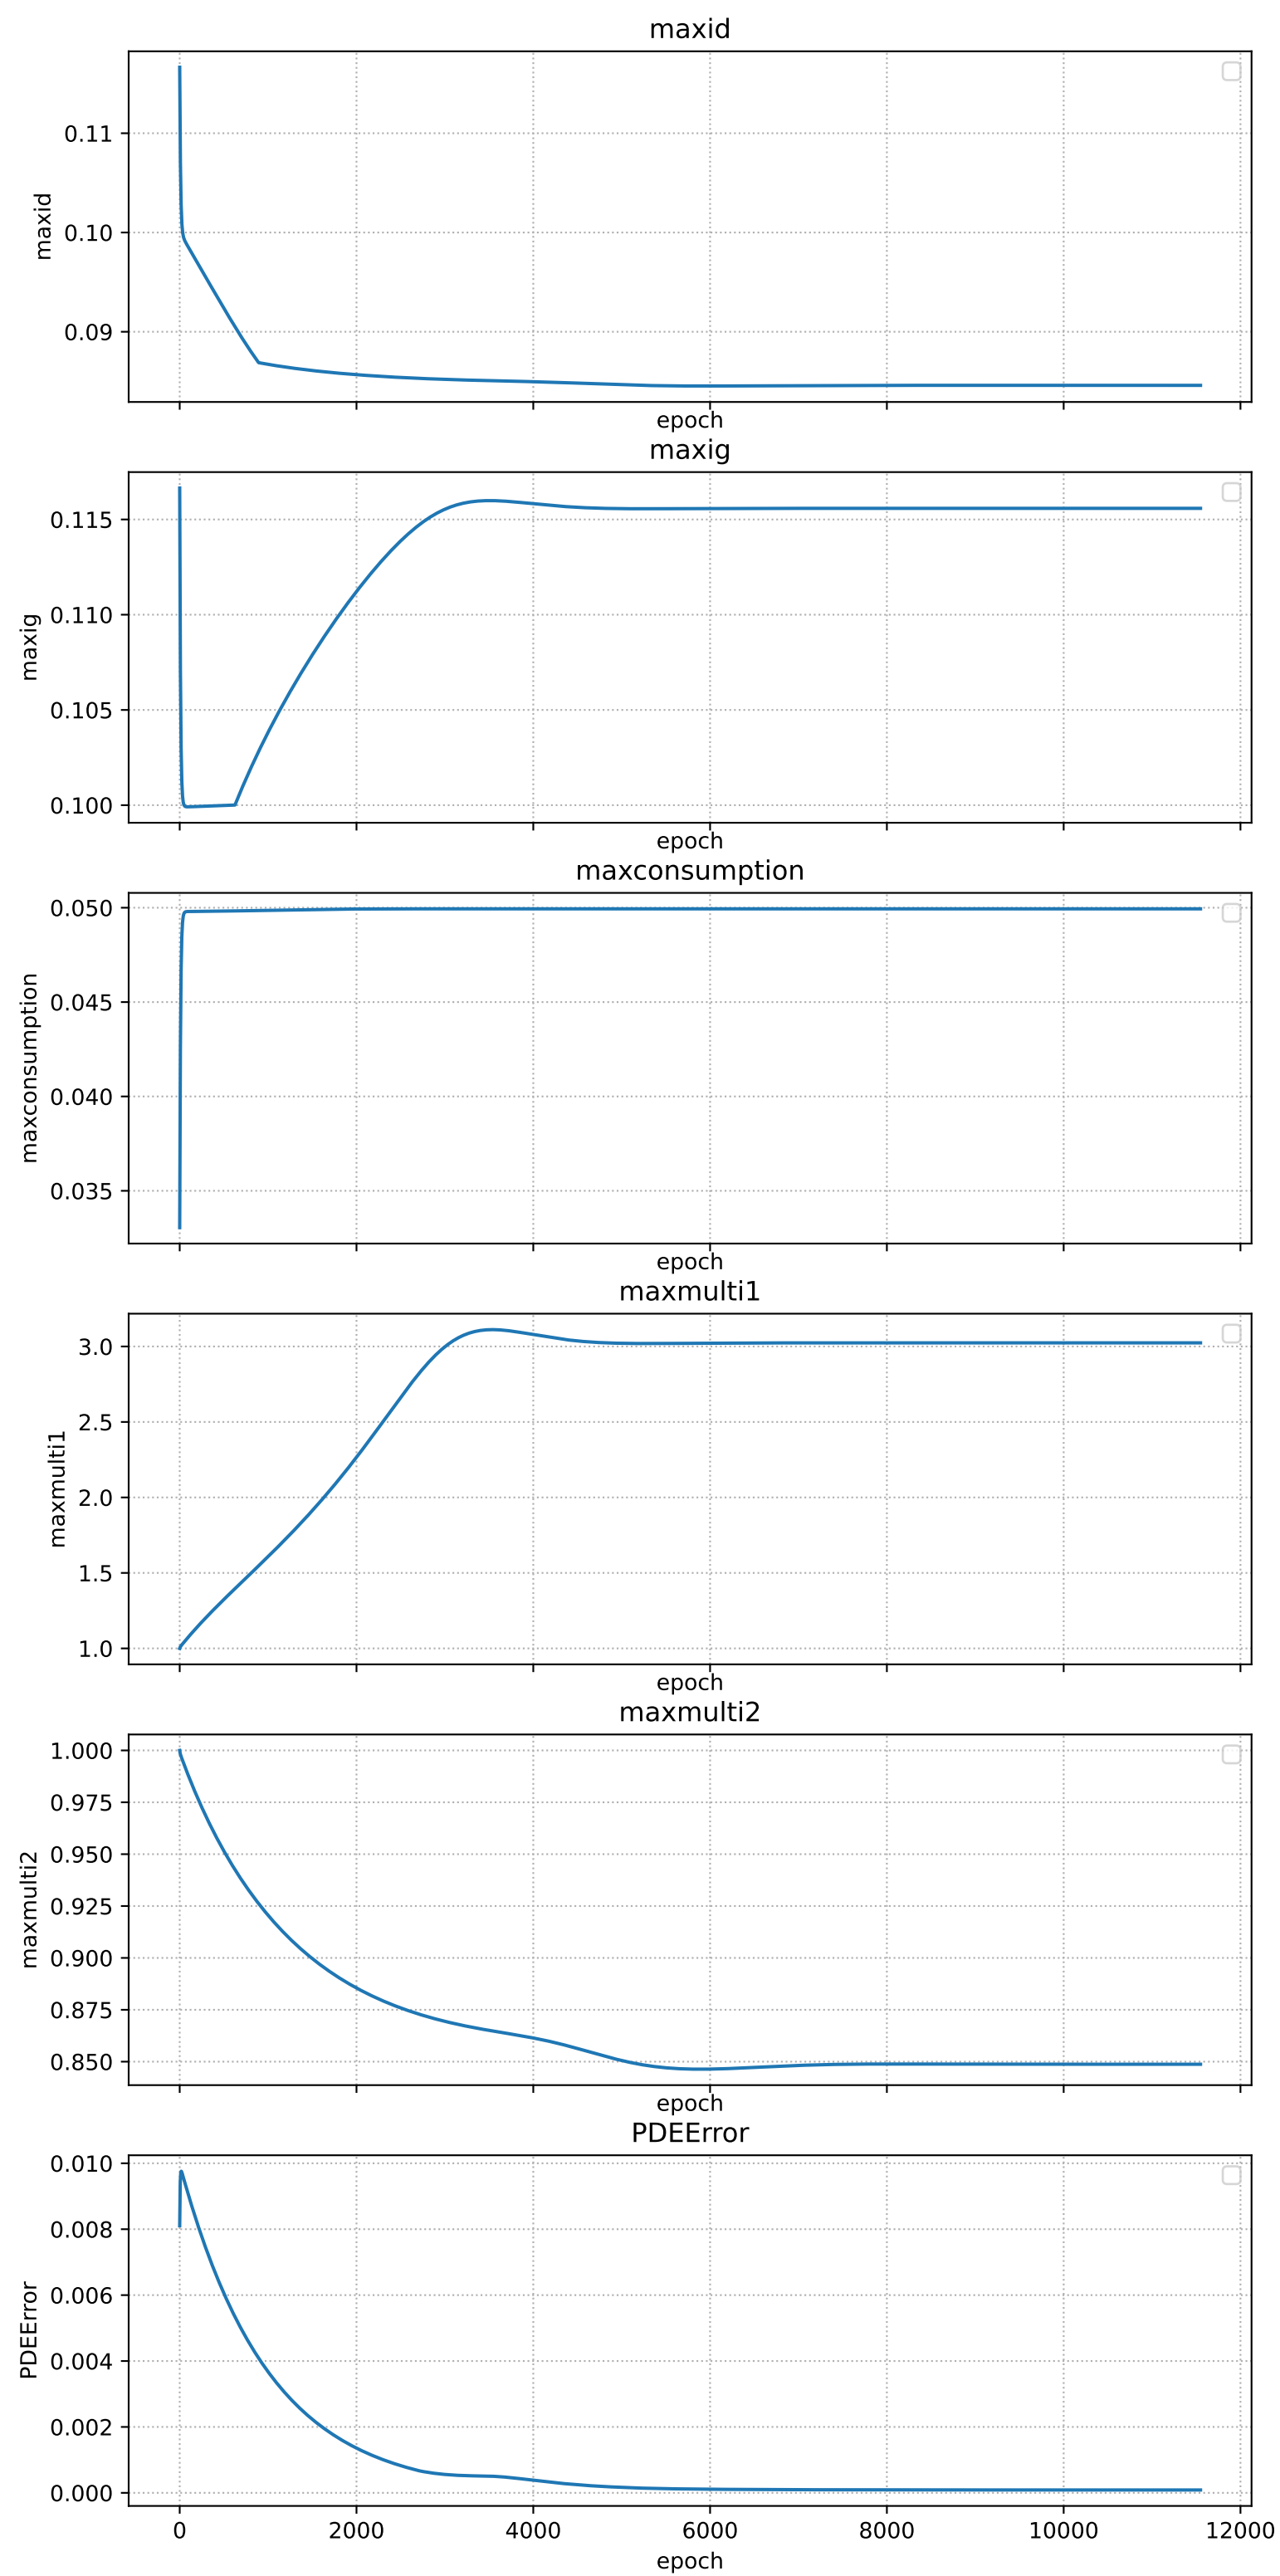 maxid
0.11
0.10
0.09
maxid
epoch
maxig
0.115
0.110
0.105
0.100
maxig
epoch
maxconsumption
0.050
0.045
0.040
0.035
maxconsumption
epoch
maxmulti1
3.0
2.5
2.0
1.5
1.0
maxmulti1
epoch
maxmulti2
1.000
0.975
0.950
0.925
0.900
0.875
0.850
maxmulti2
epoch
PDEError
0.010
0.008
0.006
0.004
0.002
0.000
PDEError
0 2000 4000 6000 8000 10000 12000
epoch